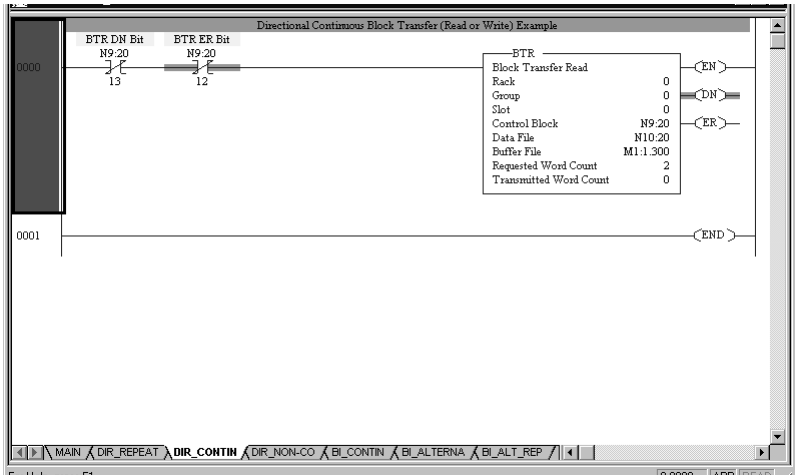 Directional Continuous Block Transfer (Read or Write) Example
BTR DN Bit BTR ER Bit
N9:20 N9:20
13 12
0000
BTR
Block Transfer Read
Rack 0
Group 0
Slot 0
Control Block N9:20
Data File N10:20
Buffer File M1:1.300
Requested Word Count 2
Transmitted Word Count 0
EN
DN
ER
0001
END
MAIN DIR_REPEAT DIR_CONTIN DIR_NON-CO BI_CONTIN BI_ALTERNA BI_ALT_REP